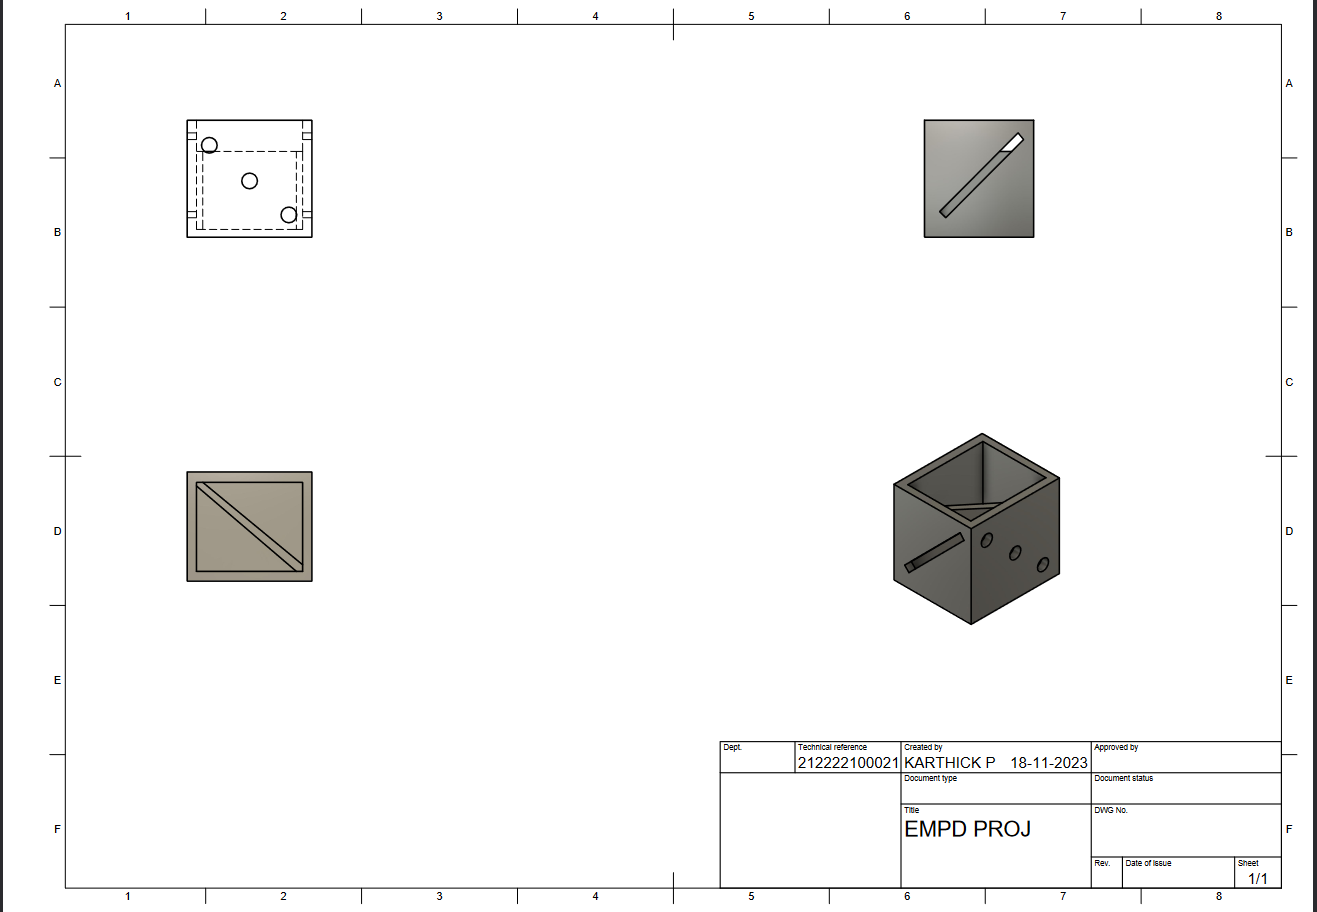 1 2 3 4 5 6 7 8
A A
B B
C C
D D
E E
F F
Dept. Technical reference Created by Approved by
212222100021 KARTHICK P 18-11-2023
Document type Document status
Title DWG No.
EMPD PROJ
Rev. Date of issue Sheet
1/1
1 2 3 4 5 6 7 8